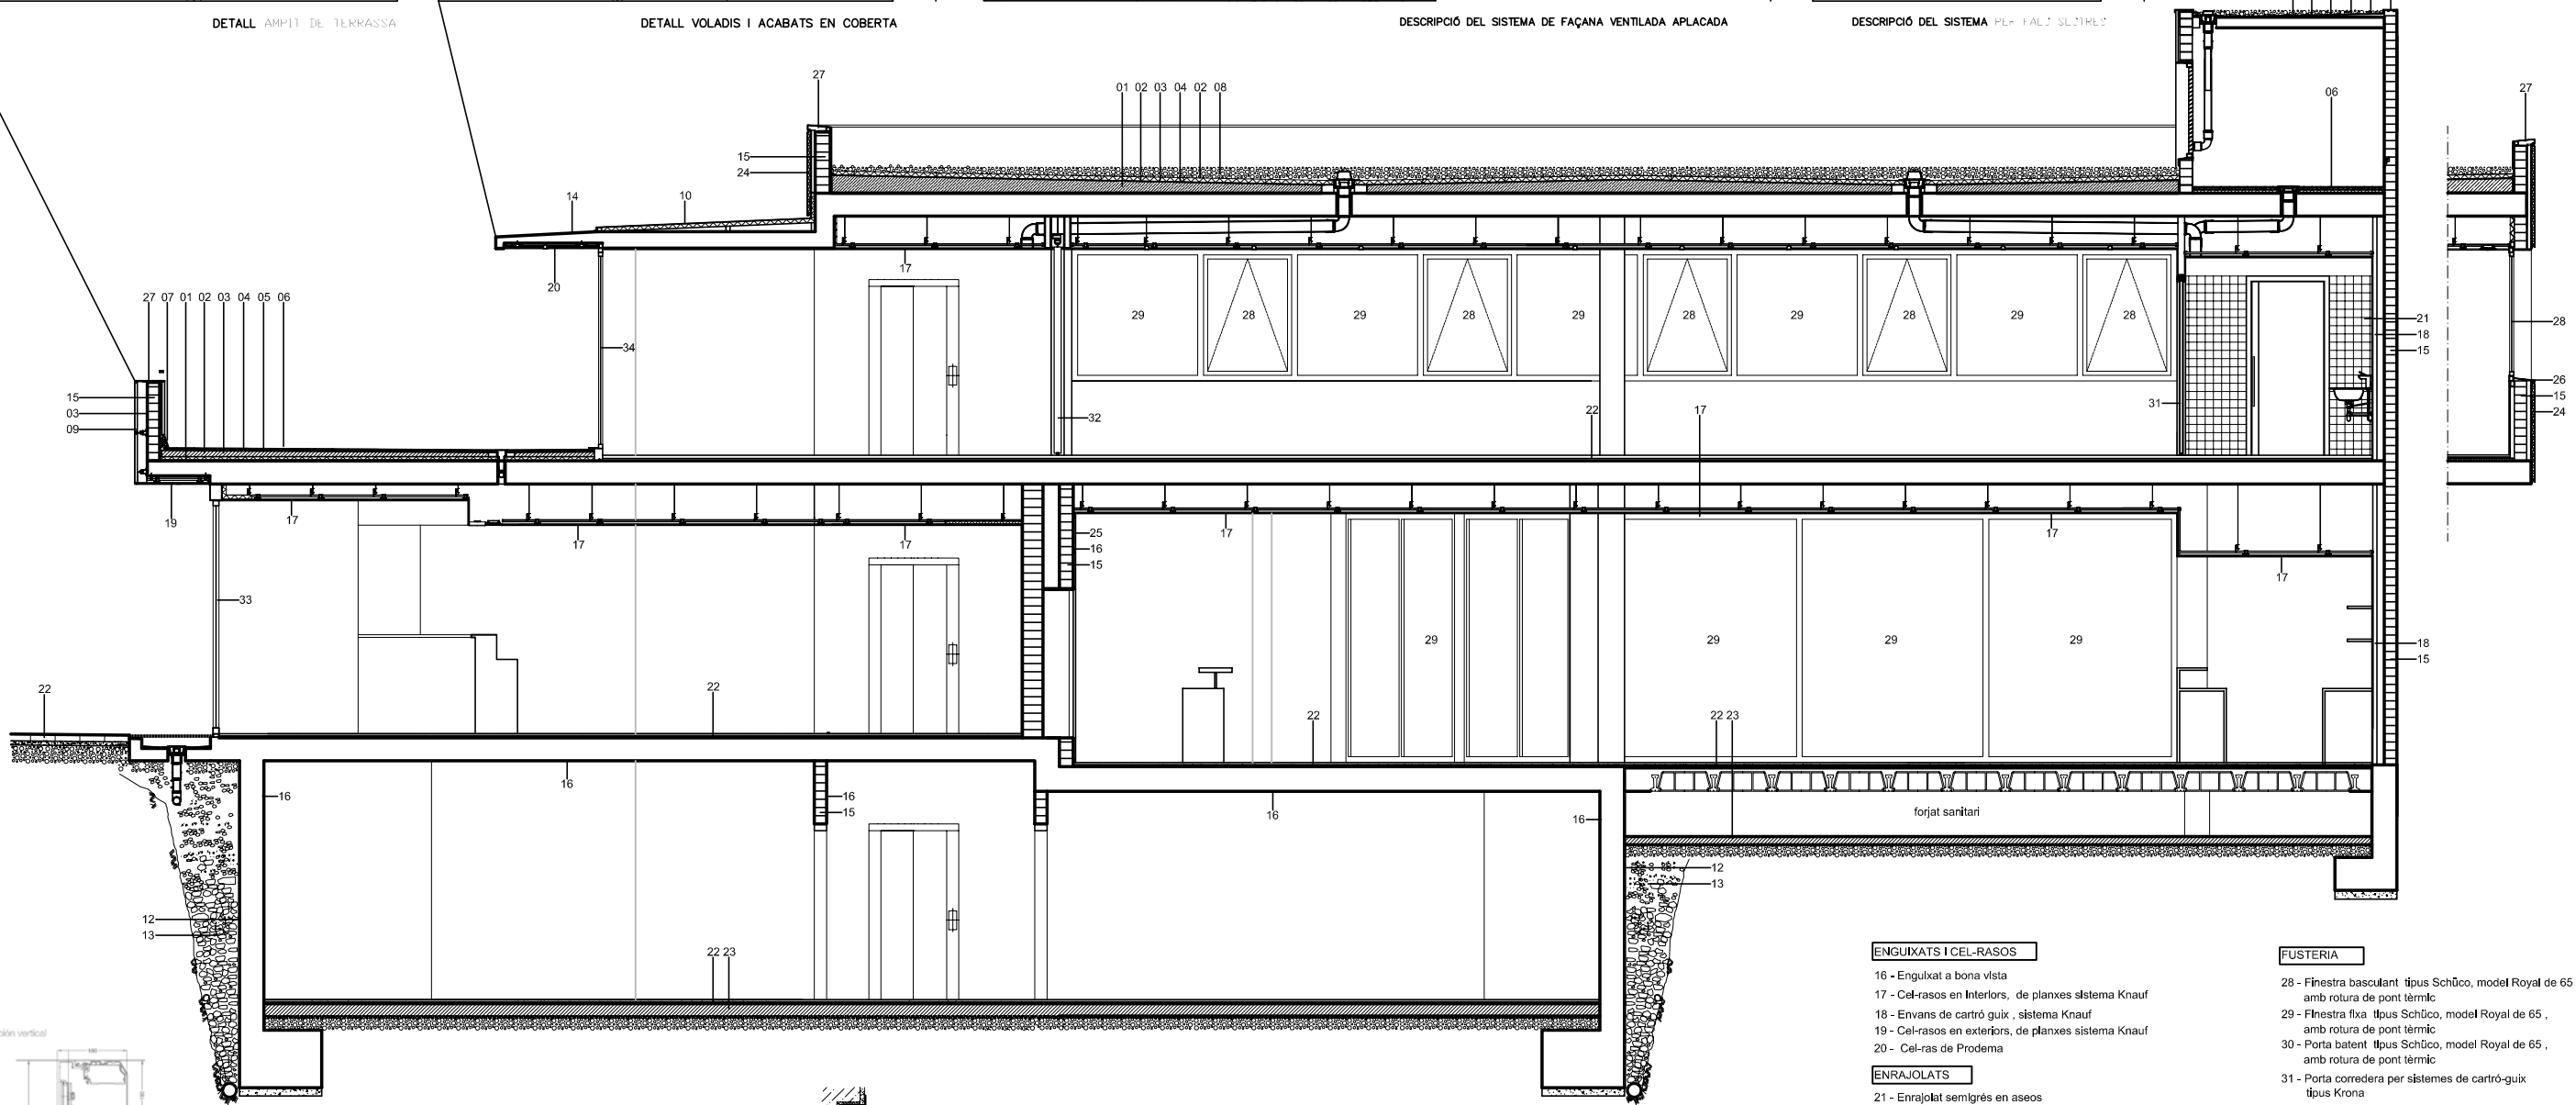 DETALL AMPIT DE TERRASSA
DETALL VOLADIS I ACABATS EN COBERTA
DESCRIPCIÓ DEL SISTEMA DE FAÇANA VENTILADA APLACADA
DESCRIPCIÓ DEL SISTEMA
27
01 02 03 04 02 08
06
27
15
24
14
10
20
17
27 07 01 02 03 04 05 06
34
29 28 29 28 29 28 29 28 29 28
21
18
15
28
15
03
09
32
22
17
31
26
15
24
19
17
17
17
25
16
15
17
17
17
33
29
29
29
29
18
15
22
22
22
22 23
16
16
16
15
16
16
forjat sanitari
12
13
12
13
22 23
ción vertical
ENGUIXATS I CEL-RASOS
16 - Enguixat a bona vista
17 - Cel-rasos en Interiors, de planxes sistema Knauf
18 - Envans de cartró guix , sistema Knauf
19 - Cel-rasos en exteriors, de planxes sistema Knauf
20 - Cel-ras de Prodema
ENRAJOLATS
21 - Enrajolat semigrés en aseos
FUSTERIA
28 - Finestra basculant tipus Schüco, model Royal de 65
amb rotura de pont tèrmic
29 - Finestra fixa tipus Schüco, model Royal de 65 ,
amb rotura de pont tèrmic
30 - Porta batent tipus Schüco, model Royal de 65 ,
amb rotura de pont tèrmic
31 - Porta corredera per sistemes de cartró-guix
tipus Krona